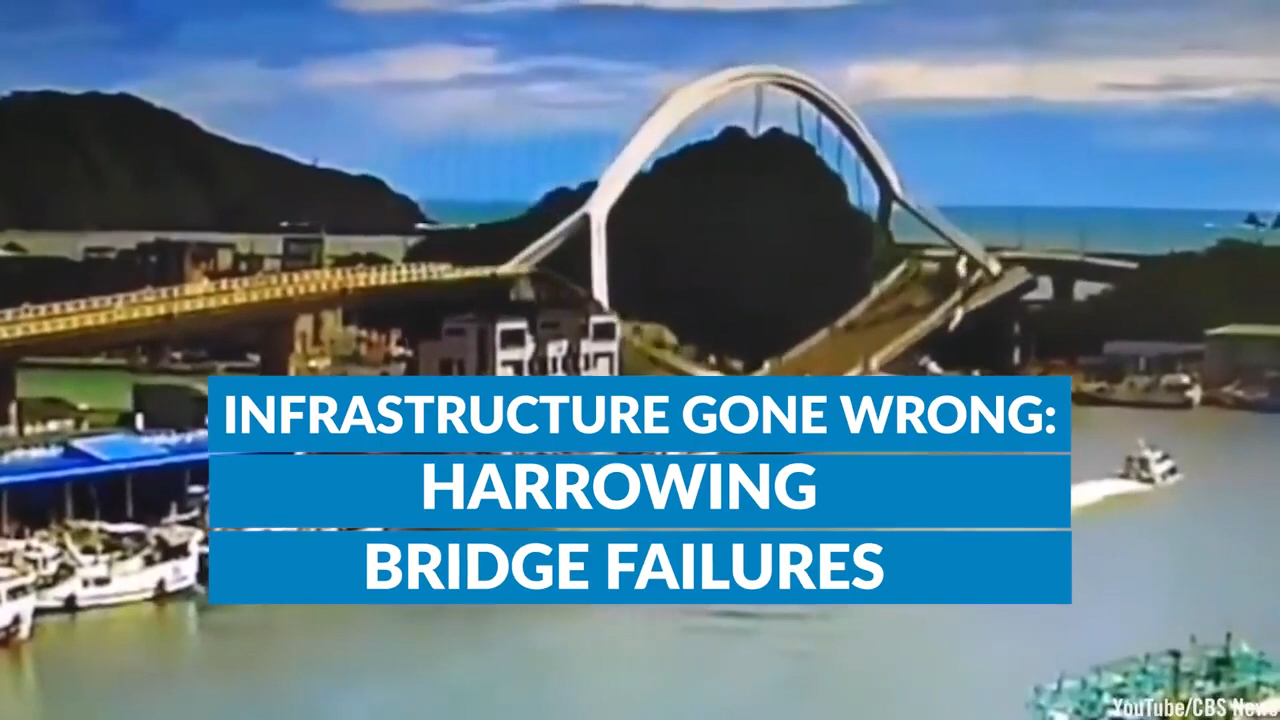 INFRASTRUCTURE GONE WRONG:
HARROWING
BRIDGE FAILURES
YouTube/CBS News